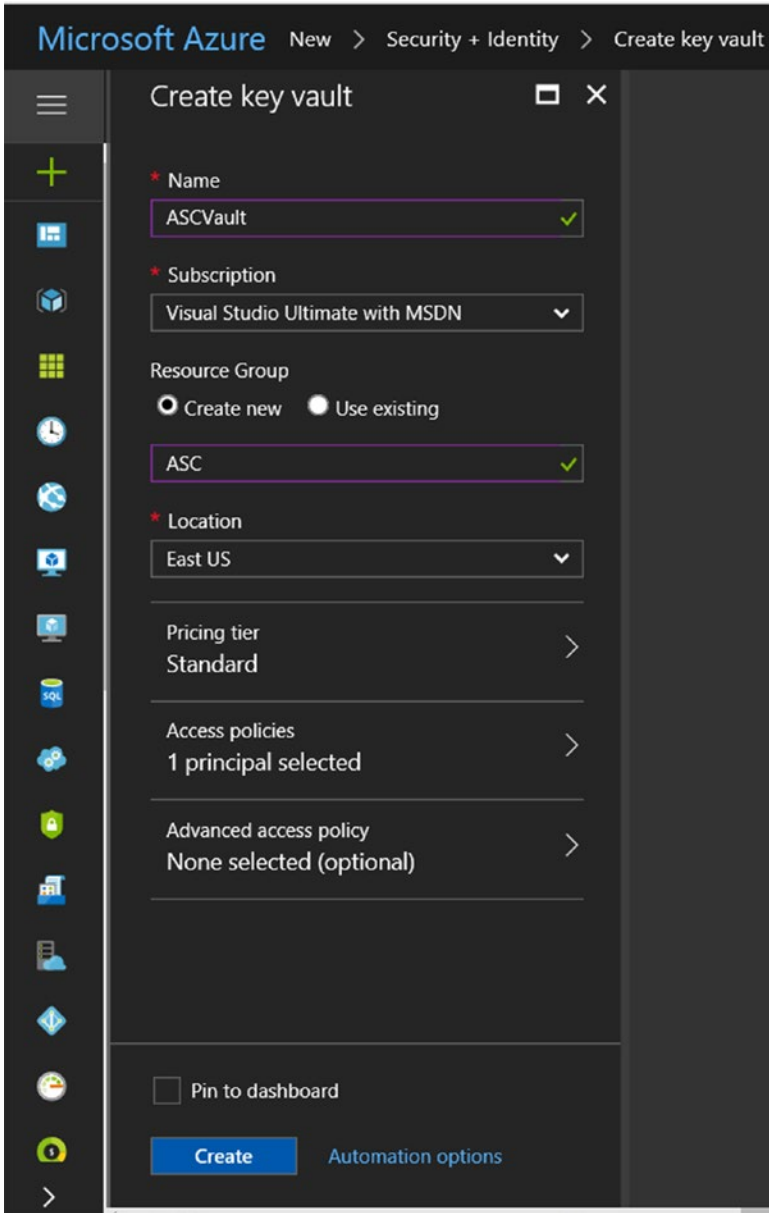 Microsoft Azure New > Security + Identity > Create key vault
Create key vault
* Name
ASCVault
* Subscription
Visual Studio Ultimate with MSDN
Resource Group
Create new Use existing
ASC
* Location
East US
Pricing tier
Standard
Access policies
1 principal selected
Advanced access policy
None selected (optional)
SQL
Pin to dashboard
Create Automation options